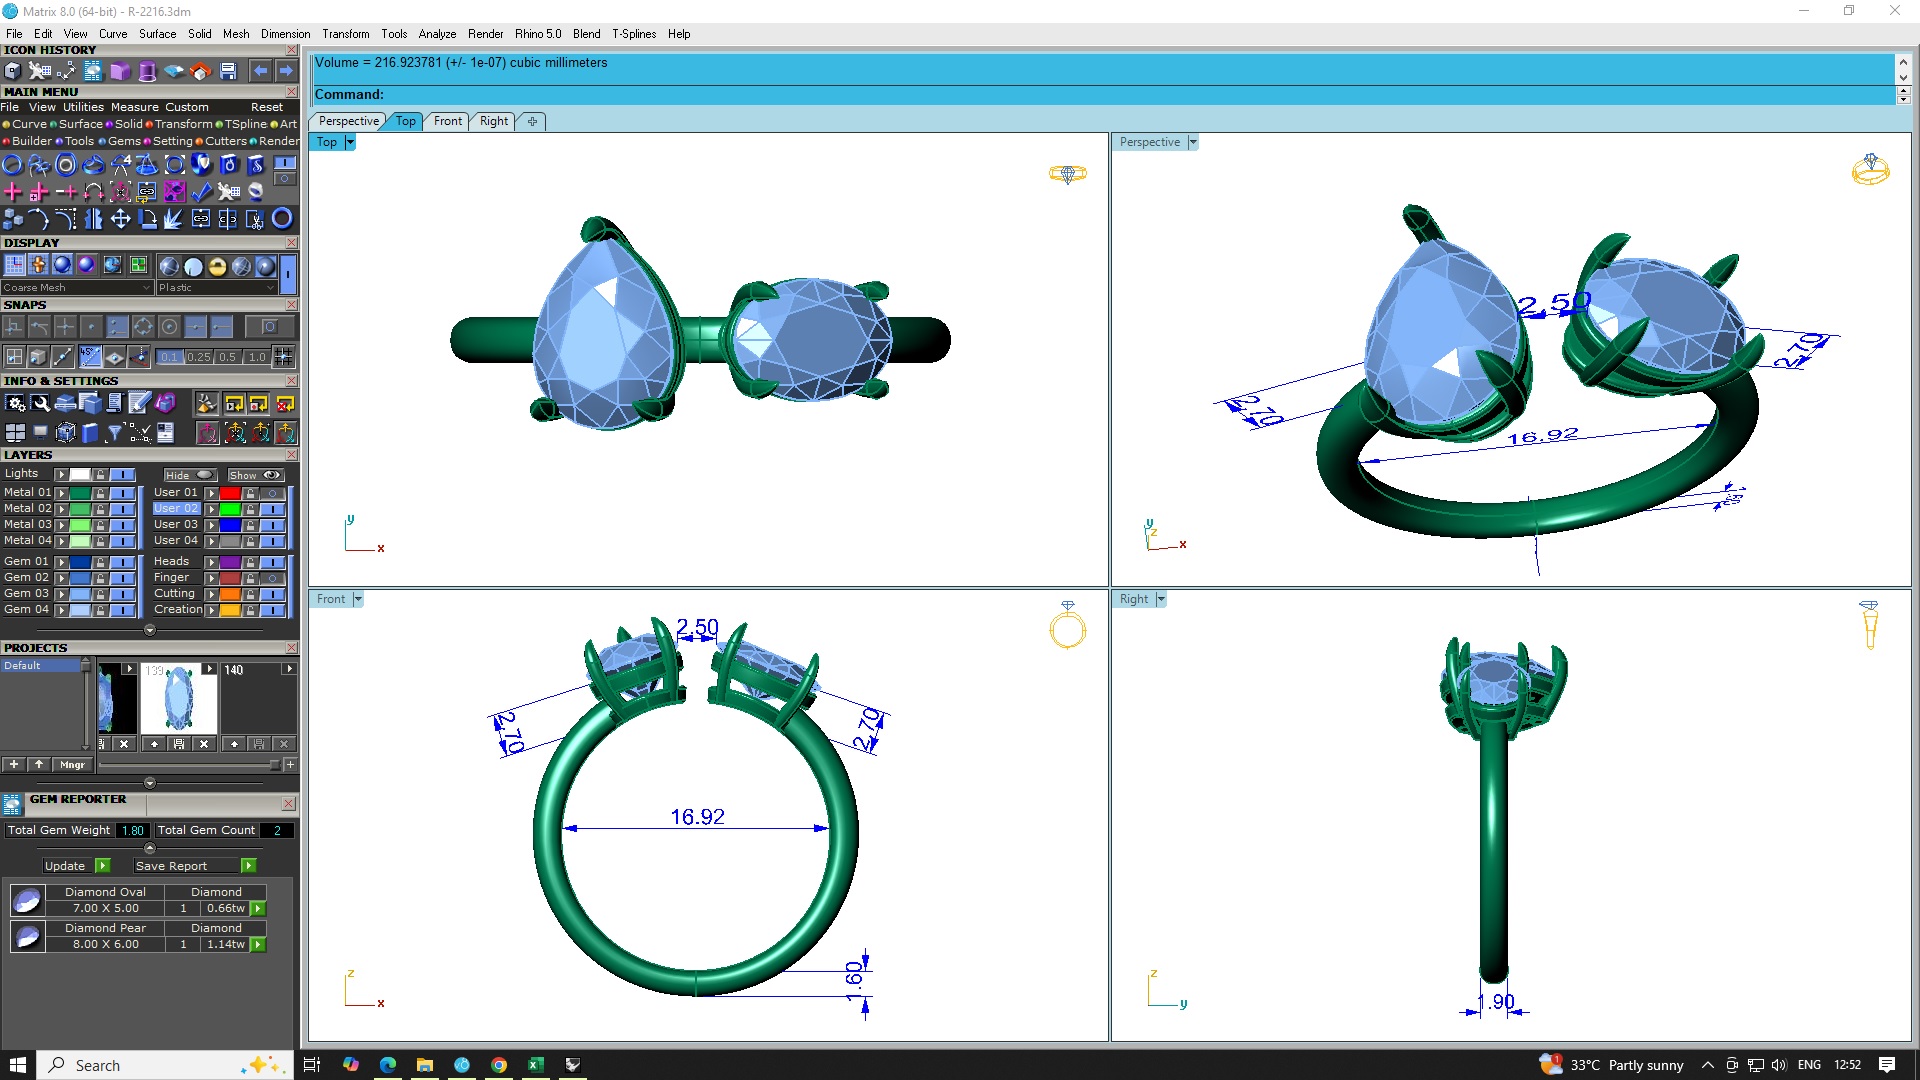 Matrix 8.0 (64-bit) - R-2216.3dm
File Edit View Curve Surface Solid Mesh Dimension Transform Tools Analyze Render Rhino 5.0 Blend T-Splines Help
ICON HISTORY
MAIN MENU
File View Utilities Measure Custom Reset
Curve Surface Solid Transform TSpline Art
Builder Tools Gems Setting Cutters Render
DISPLAY
Coarse Mesh Plastic
SNAPS
45°
0.1 0.25 0.5 1.0
INFO & SETTINGS
LAYERS
Lights Hide Show
Metal 01 User 01
Metal 02 User 02
Metal 03 User 03
Metal 04 User 04
Gem 01 Heads
Gem 02 Finger
Gem 03 Cutting
Gem 04 Creation
PROJECTS
Default
139 140
Mngr
GEM REPORTER
Total Gem Weight 1.80 Total Gem Count 2
Update Save Report
Diamond Oval Diamond
7.00 X 5.00 1 0.66tw
Diamond Pear Diamond
8.00 X 6.00 1 1.14tw
Volume = 216.923781 (+/- 1e-07) cubic millimeters
Command:
Perspective Top Front Right
Top
y
x
Perspective
2.50
2.70
2.70
16.92
y
z
x
Front
2.50
2.70
2.70
16.92
1.60
z
x
Right
1.90
z
y
Search
1
33°C Partly sunny
ENG
12:52